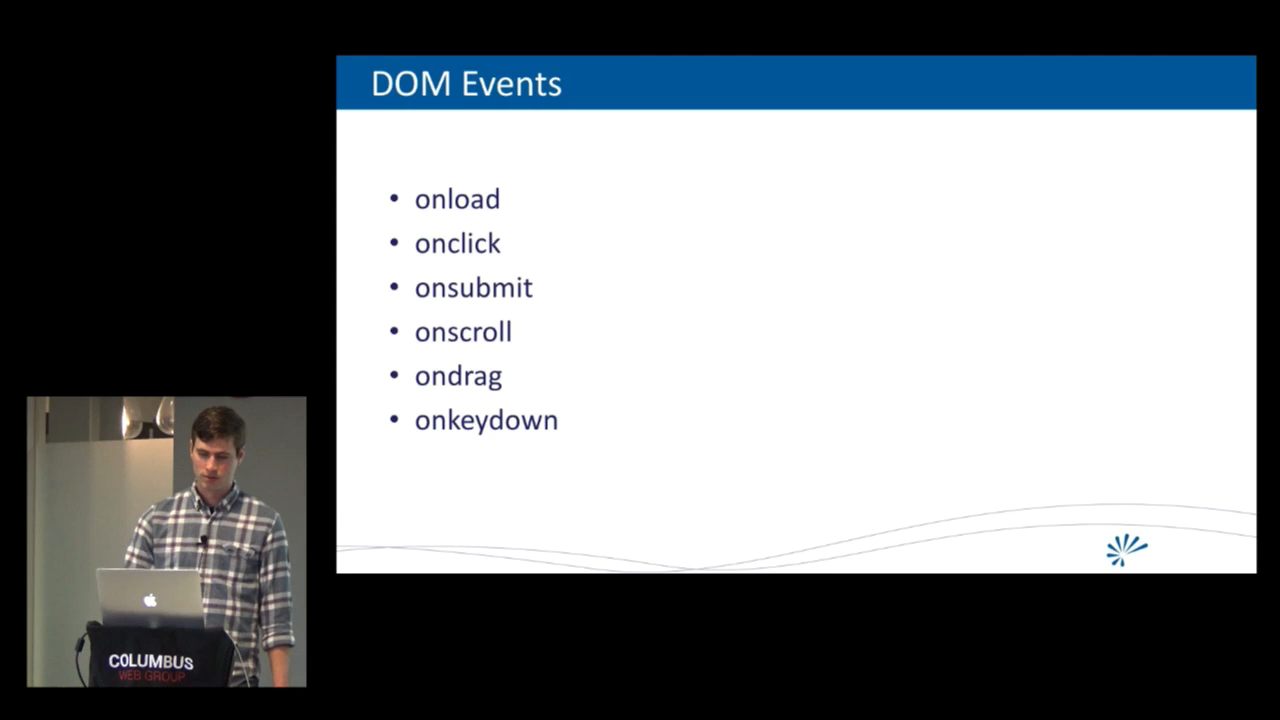 DOM Events
• onload
• onclick
• onsubmit
• onscroll
• ondrag
• onkeydown
COLUMBUS
WEB GROUP